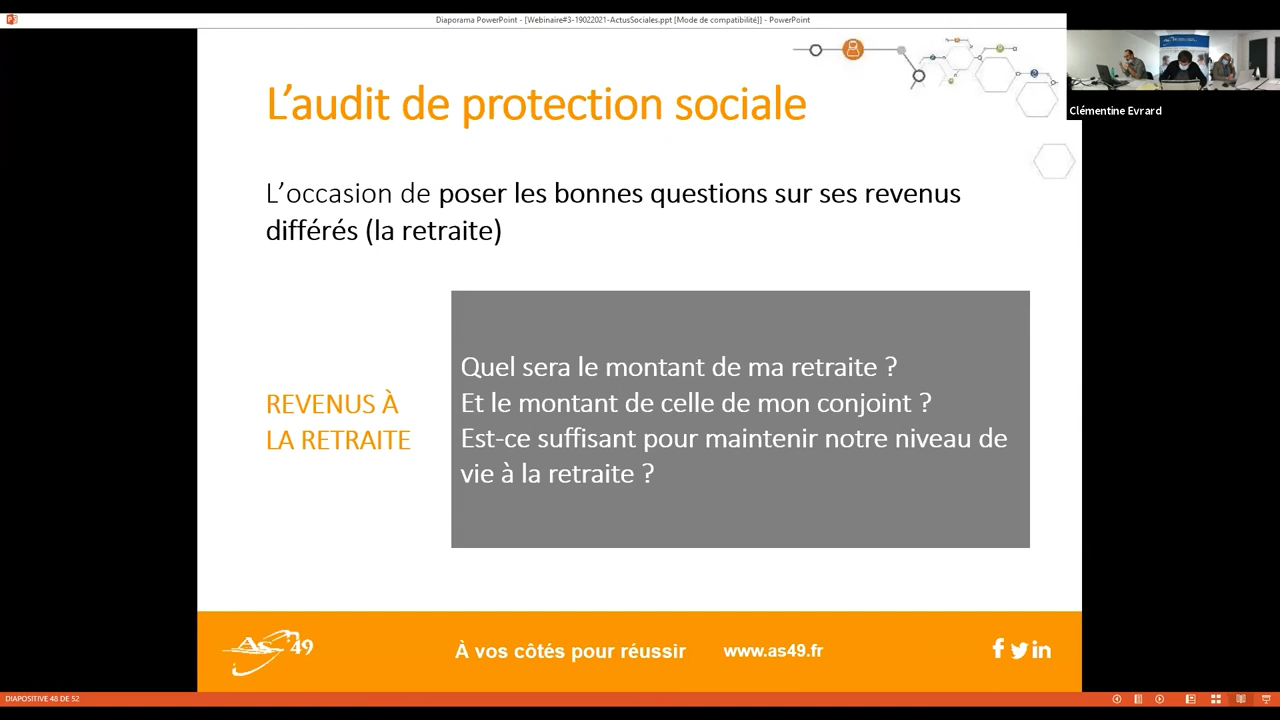 Diaporama PowerPoint - [Webinaire#3-19022021-ActusSociales.ppt [Mode de compatibilité]] - PowerPoint
Clémentine Evrard
L'audit de protection sociale
L'occasion de poser les bonnes questions sur ses revenus
différés (la retraite)
REVENUS À
LA RETRAITE
Quel sera le montant de ma retraite ?
Et le montant de celle de mon conjoint ?
Est-ce suffisant pour maintenir notre niveau de
vie à la retraite ?
As 49
À vos côtés pour réussir
www.as49.fr
DIAPOSITIVE 48 DE 52